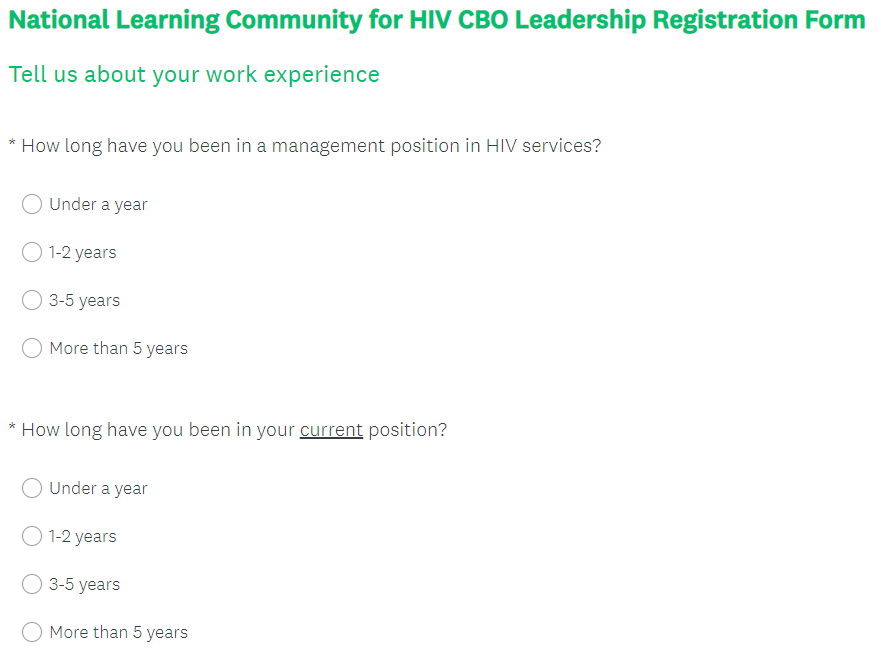 National Learning Community for HIV CBO Leadership Registration Form
Tell us about your work experience
* How long have you been in a management position in HIV services?
Under a year
1-2 years
3-5 years
More than 5 years
* How long have you been in your current position?
Under a year
1-2 years
3-5 years
More than 5 years